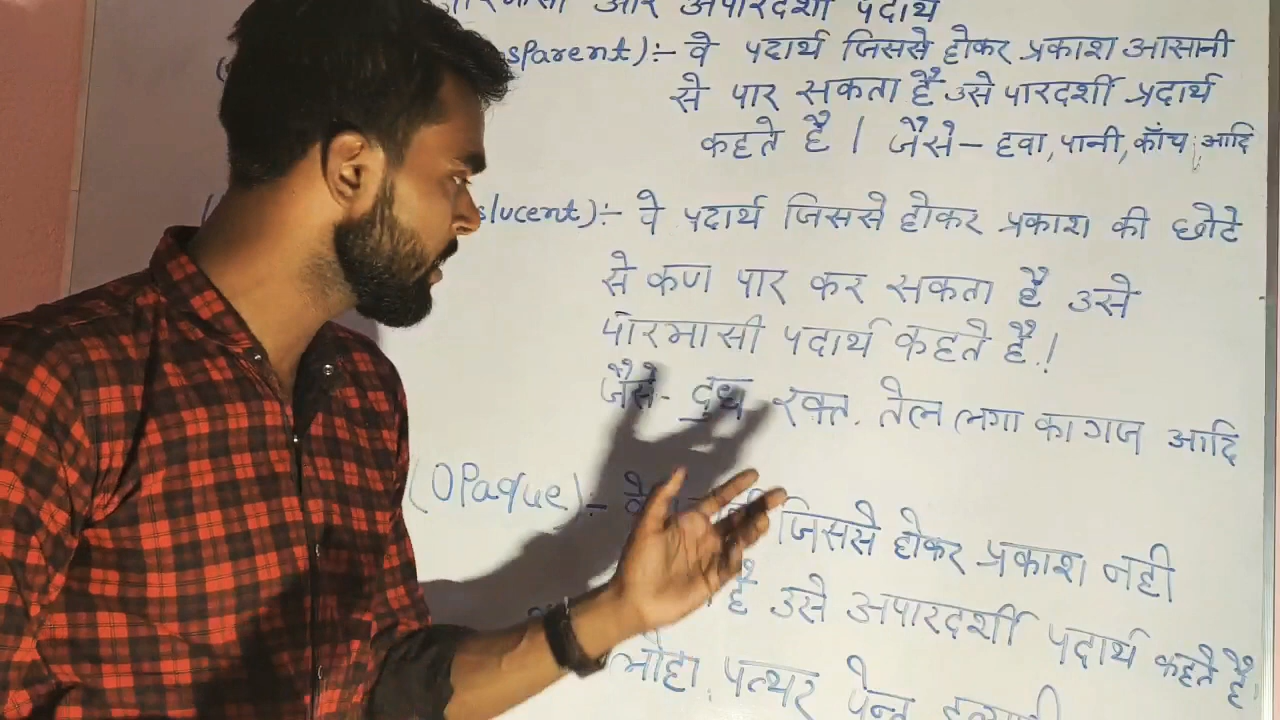 और अपारदर्शी पदार्थ
sparent):- वे पदार्थ जिससे होकर प्रकाश आसानी
से पार सकता है उसे पारदर्शी प्रदार्थ
कहते है । जैसे- हवा, पानी, काँच, आदि
slucent):- वे पदार्थ जिससे होकर प्रकाश की छोटे
से कण पार कर सकता है उसे
पारभासी पदार्थ कहते है.।
जैसे- दुध रक्त. तेल लगा कागज आदि
(OPaque):- जिससे होकर प्रकाश नही
है उसे अपारदर्शी पदार्थ कहते है
लोहा, पत्थर पेन्ट